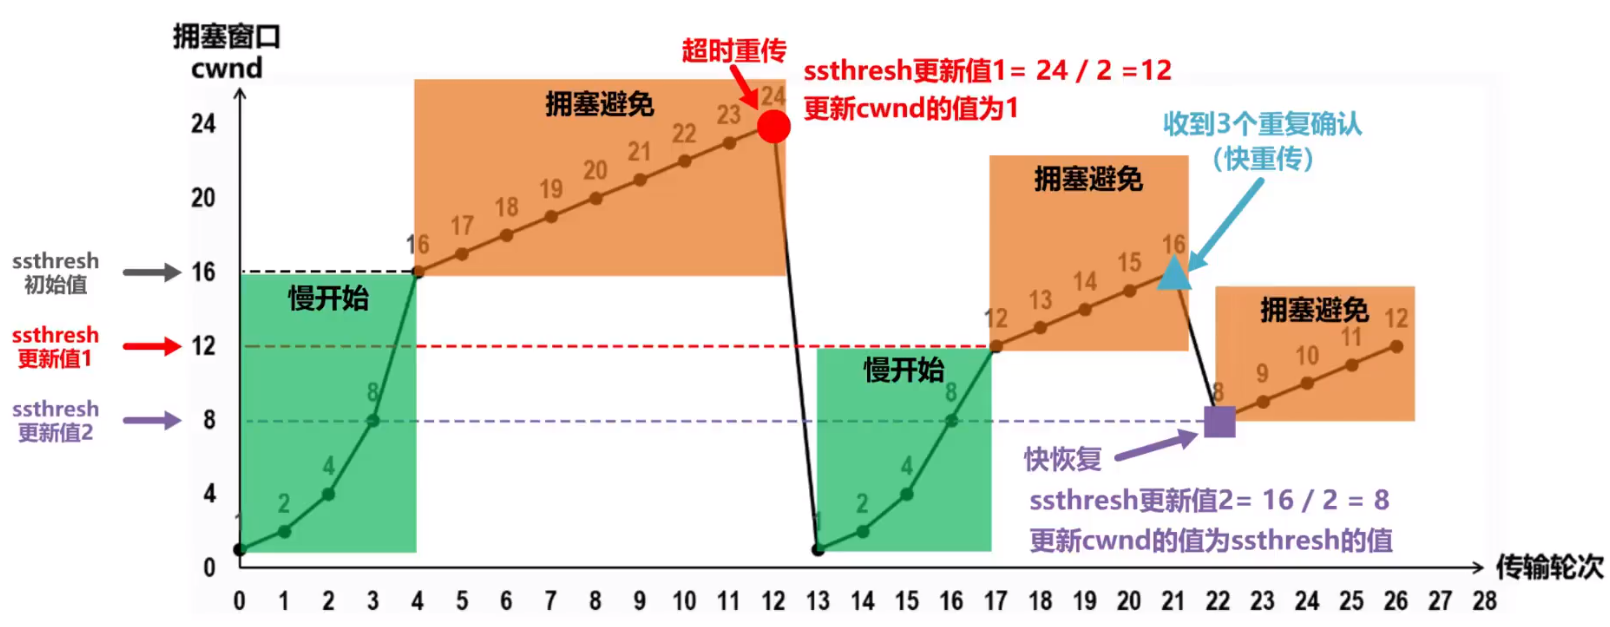 拥塞窗口
cwnd
超时重传
ssthresh更新值1= 24 / 2 =12
更新cwnd的值为1
收到3个重复确认
（快重传）
拥塞避免
拥塞避免
拥塞避免
慢开始
慢开始
24
20
16
12
8
4
0
ssthresh
初始值
ssthresh
更新值1
ssthresh
更新值2
1
2
4
8
16
17
18
19
20
21
22
23
24
1
2
4
8
12
13
14
15
16
8
9
10
11
12
快恢复
ssthresh更新值2= 16 / 2 = 8
更新cwnd的值为ssthresh的值
0 1 2 3 4 5 6 7 8 9 10 11 12 13 14 15 16 17 18 19 20 21 22 23 24 25 26 27 28
传输轮次